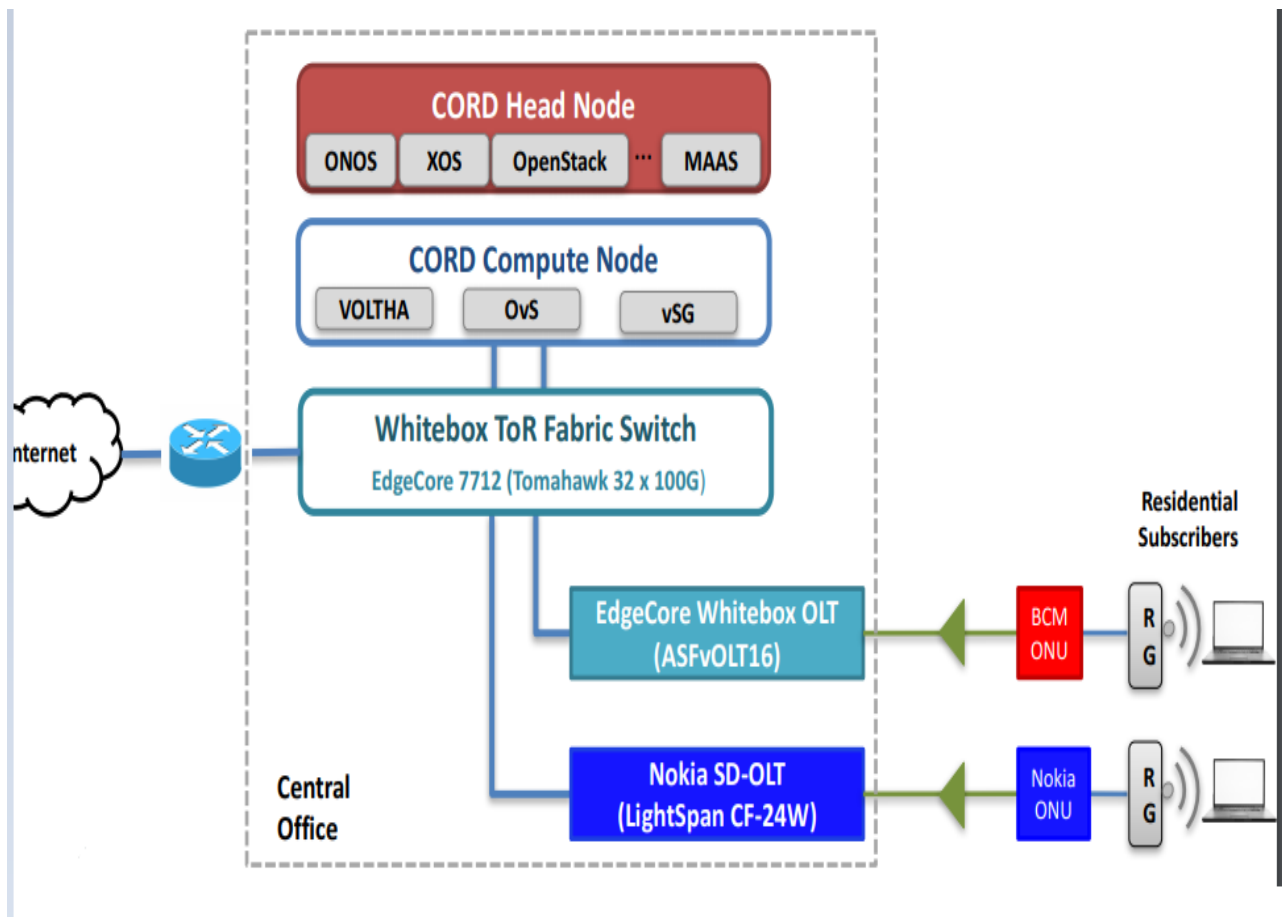 CORD Head Node
ONOS XOS OpenStack ... MAAS
CORD Compute Node
VOLTHA OvS vSG
Whitebox ToR Fabric Switch
EdgeCore 7712 (Tomahawk 32 x 100G)
nternet
Residential
Subscribers
EdgeCore Whitebox OLT
(ASFvOLT16)
BCM
ONU
R
G
Nokia SD-OLT
(LightSpan CF-24W)
Nokia
ONU
R
G
Central
Office